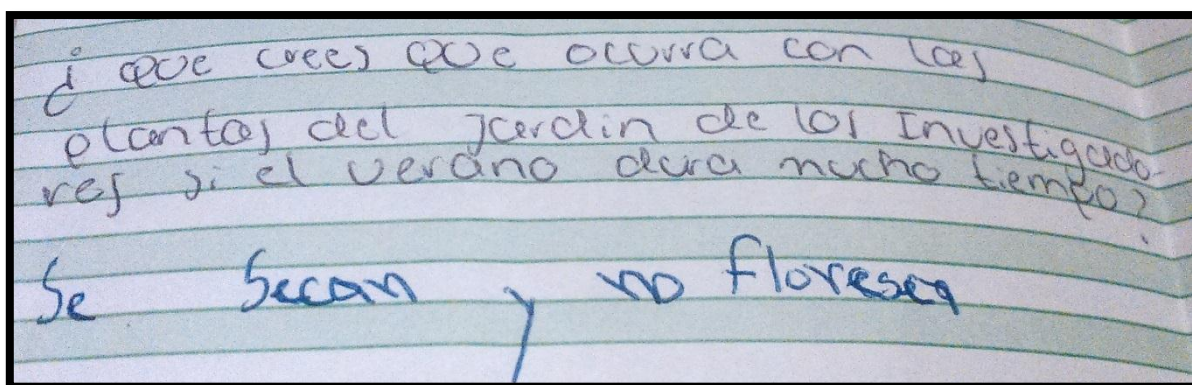 ¿ que crees que ocurra con las
plantas del jardin de los Investigado-
res si el verano dura mucho tiempo?
Se Secan y no floresea